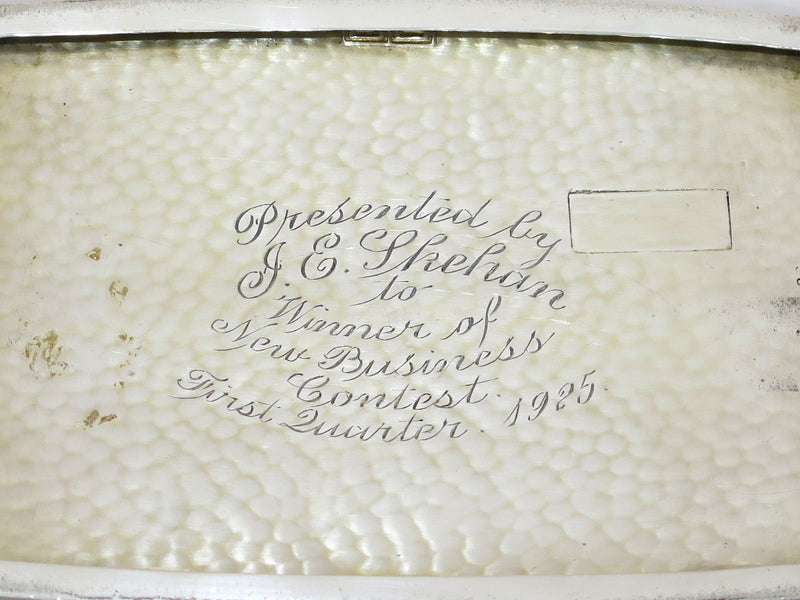 Presented by
J. E. Skehan
to
Winner of
New Business
Contest.
First Quarter. 1925.